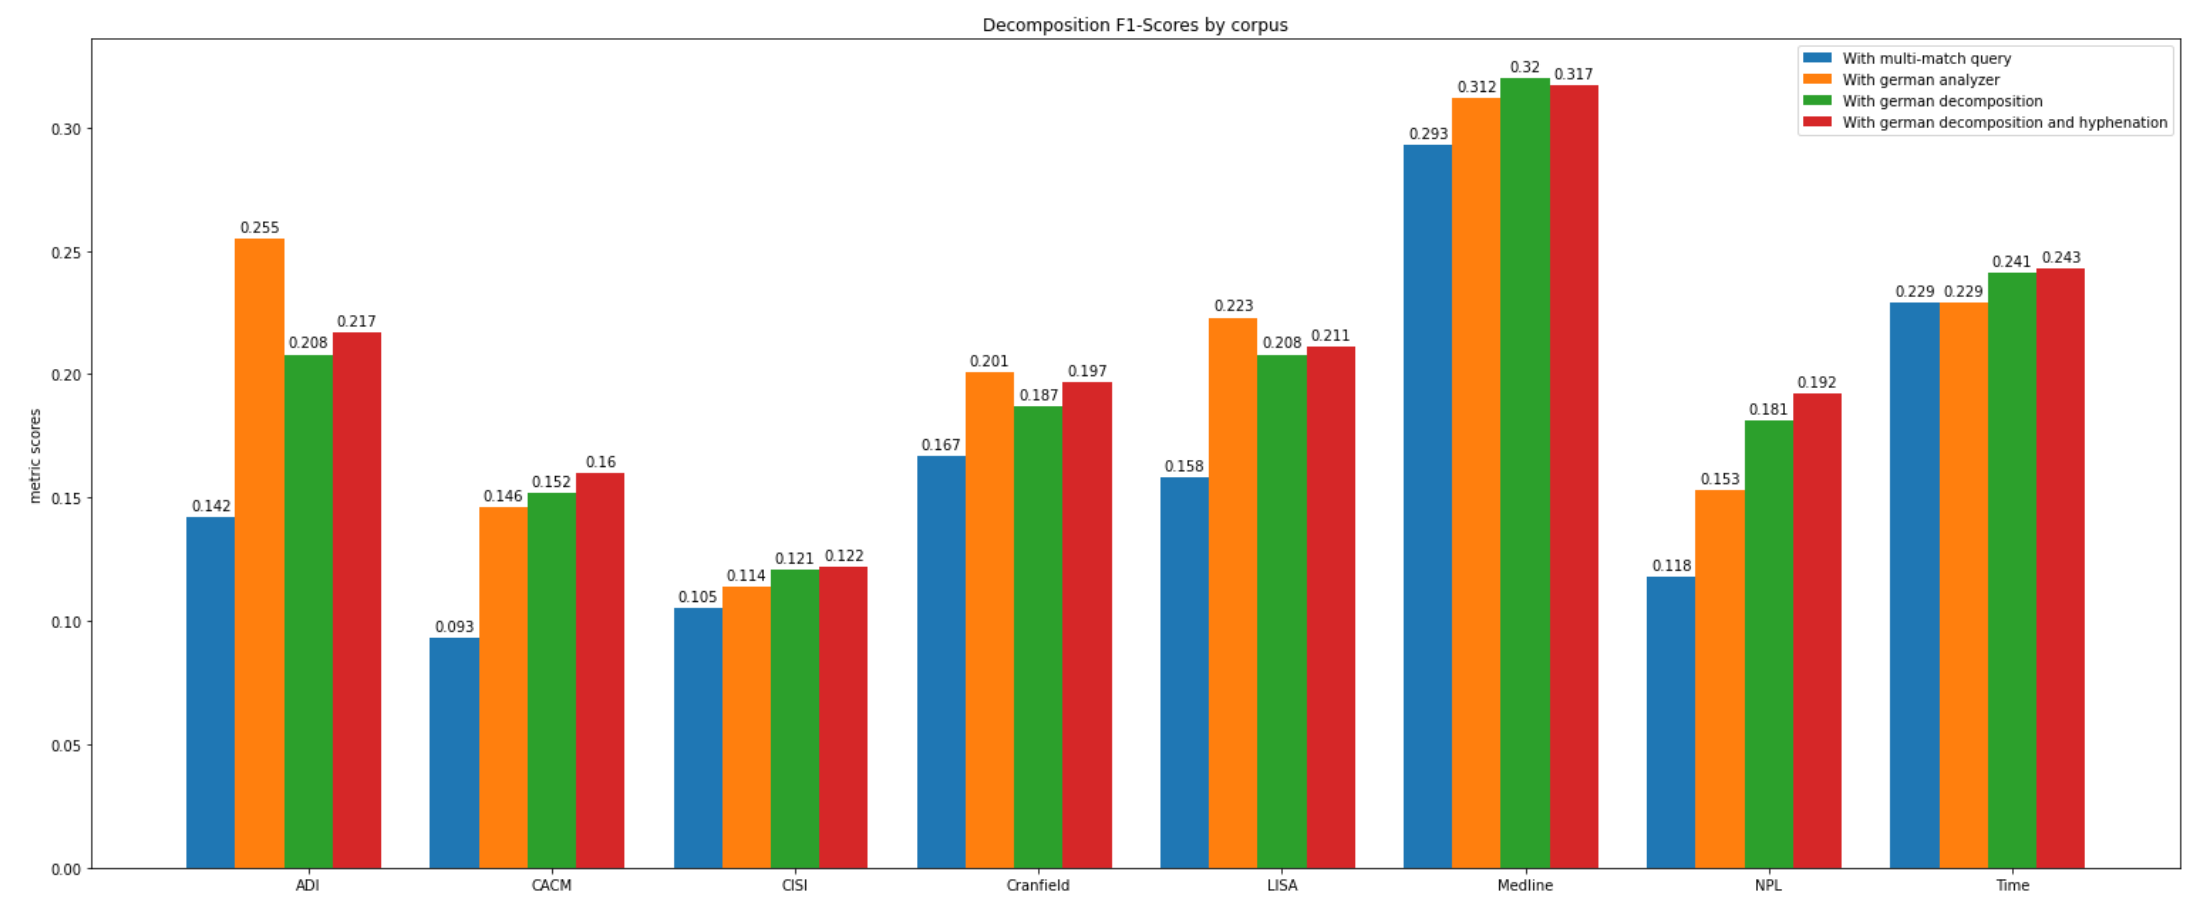 Decomposition F1-Scores by corpus
With multi-match query
With german analyzer
With german decomposition
With german decomposition and hyphenation
metric scores
0.30
0.25
0.20
0.15
0.10
0.05
0.00
0.142
0.255
0.208
0.217
0.093
0.146
0.152
0.16
0.105
0.114
0.121
0.122
0.167
0.201
0.187
0.197
0.158
0.223
0.208
0.211
0.293
0.312
0.32
0.317
0.118
0.153
0.181
0.192
0.229
0.229
0.241
0.243
ADI
CACM
CISI
Cranfield
LISA
Medline
NPL
Time